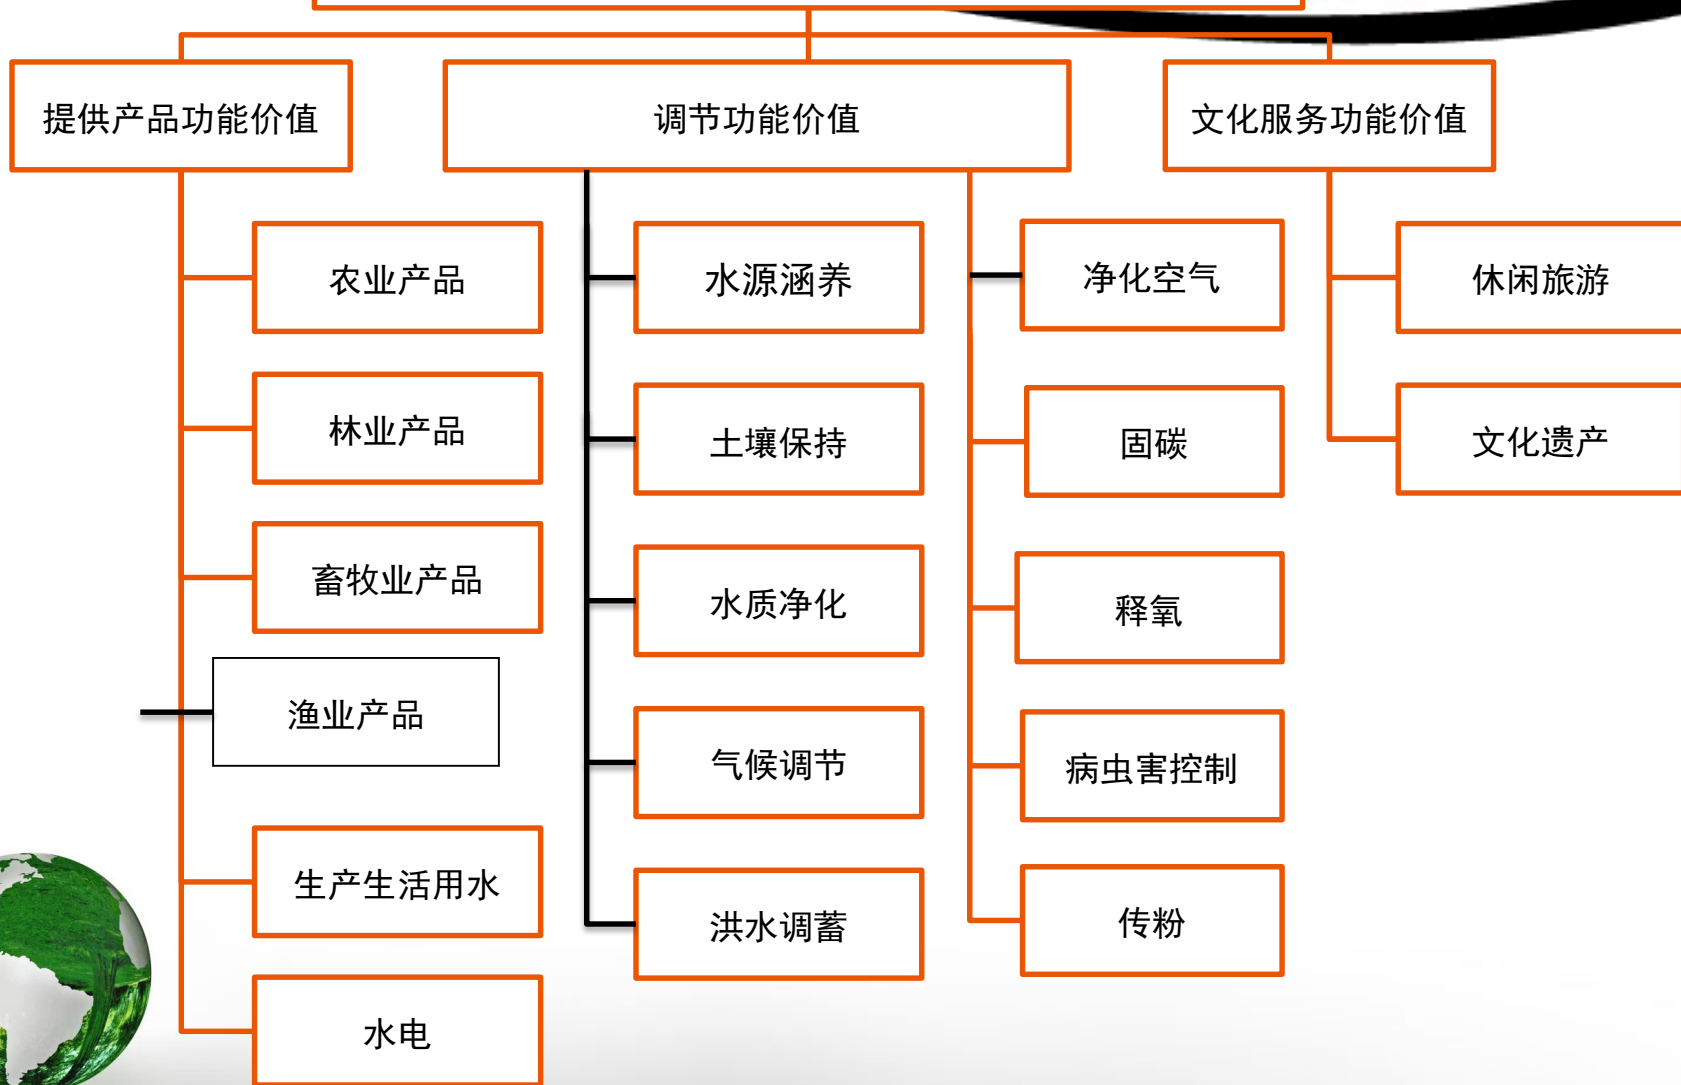 提供产品功能价值
调节功能价值
文化服务功能价值
农业产品
林业产品
畜牧业产品
渔业产品
生产生活用水
水电
水源涵养
土壤保持
水质净化
气候调节
洪水调蓄
净化空气
固碳
释氧
病虫害控制
传粉
休闲旅游
文化遗产